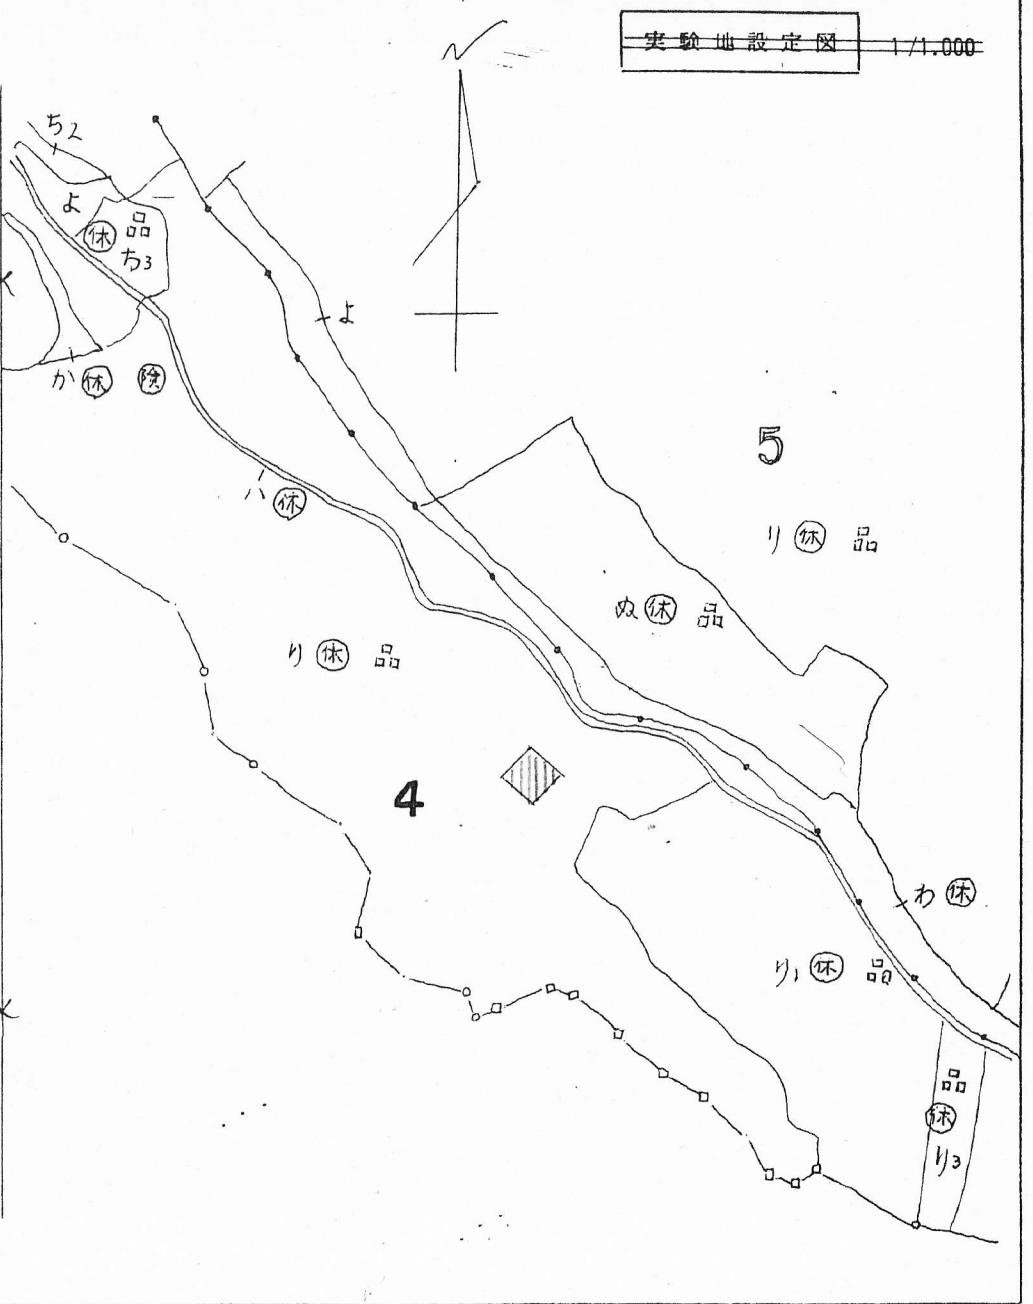 実験地設定図 1/1.000
N
ち2
よ
休 品
ち3
よ
か 休 険
5
ハ 休
り 休 品
ぬ 休 品
り 休 品
4
わ 休
り1 休 品
品
休
り3